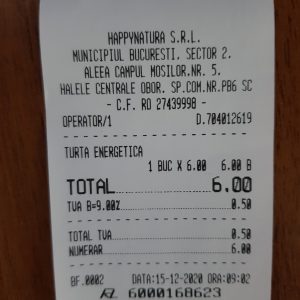 HAPPYNATURA S.R.L.
MUNICIPIUL BUCURESTI, SECTOR 2,
ALEEA CAMPUL MOSILOR,NR. 5,
HALELE CENTRALE OBOR, SP.COM.NR.PB6 SC
- C.F. RO 27439998 -
OPERATOR/1 D.704012619
TURTA ENERGETICA
1 BUC X 6.00 6.00 B
TOTAL 6.00
TVA B=9.00% 0.50
TOTAL TVA 0.50
NUMERAR 6.00
BF.0002 DATA:15-12-2020 ORA:09:02
6000168623